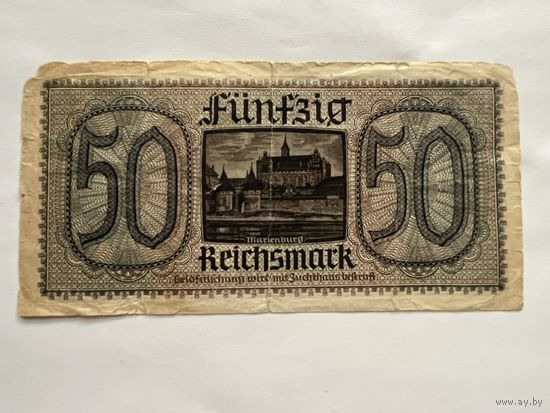 Fünfzig
50 50
Marienburg
Reichsmark
Geldfälschung wird mit Zuchthaus bestraft
www.ay.by